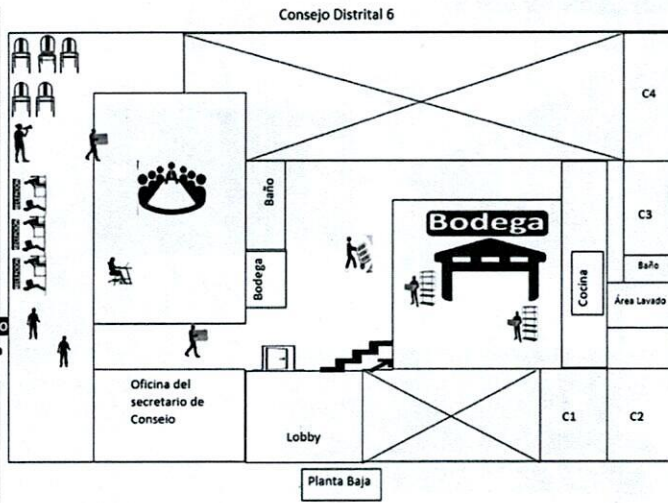 Consejo Distrital 6
C4
Baño
Bodega
C3
Bodega
Baño
Cocina
Área Lavado
Oficina del
secretario de
Consejo
Lobby
C1
C2
Planta Baja